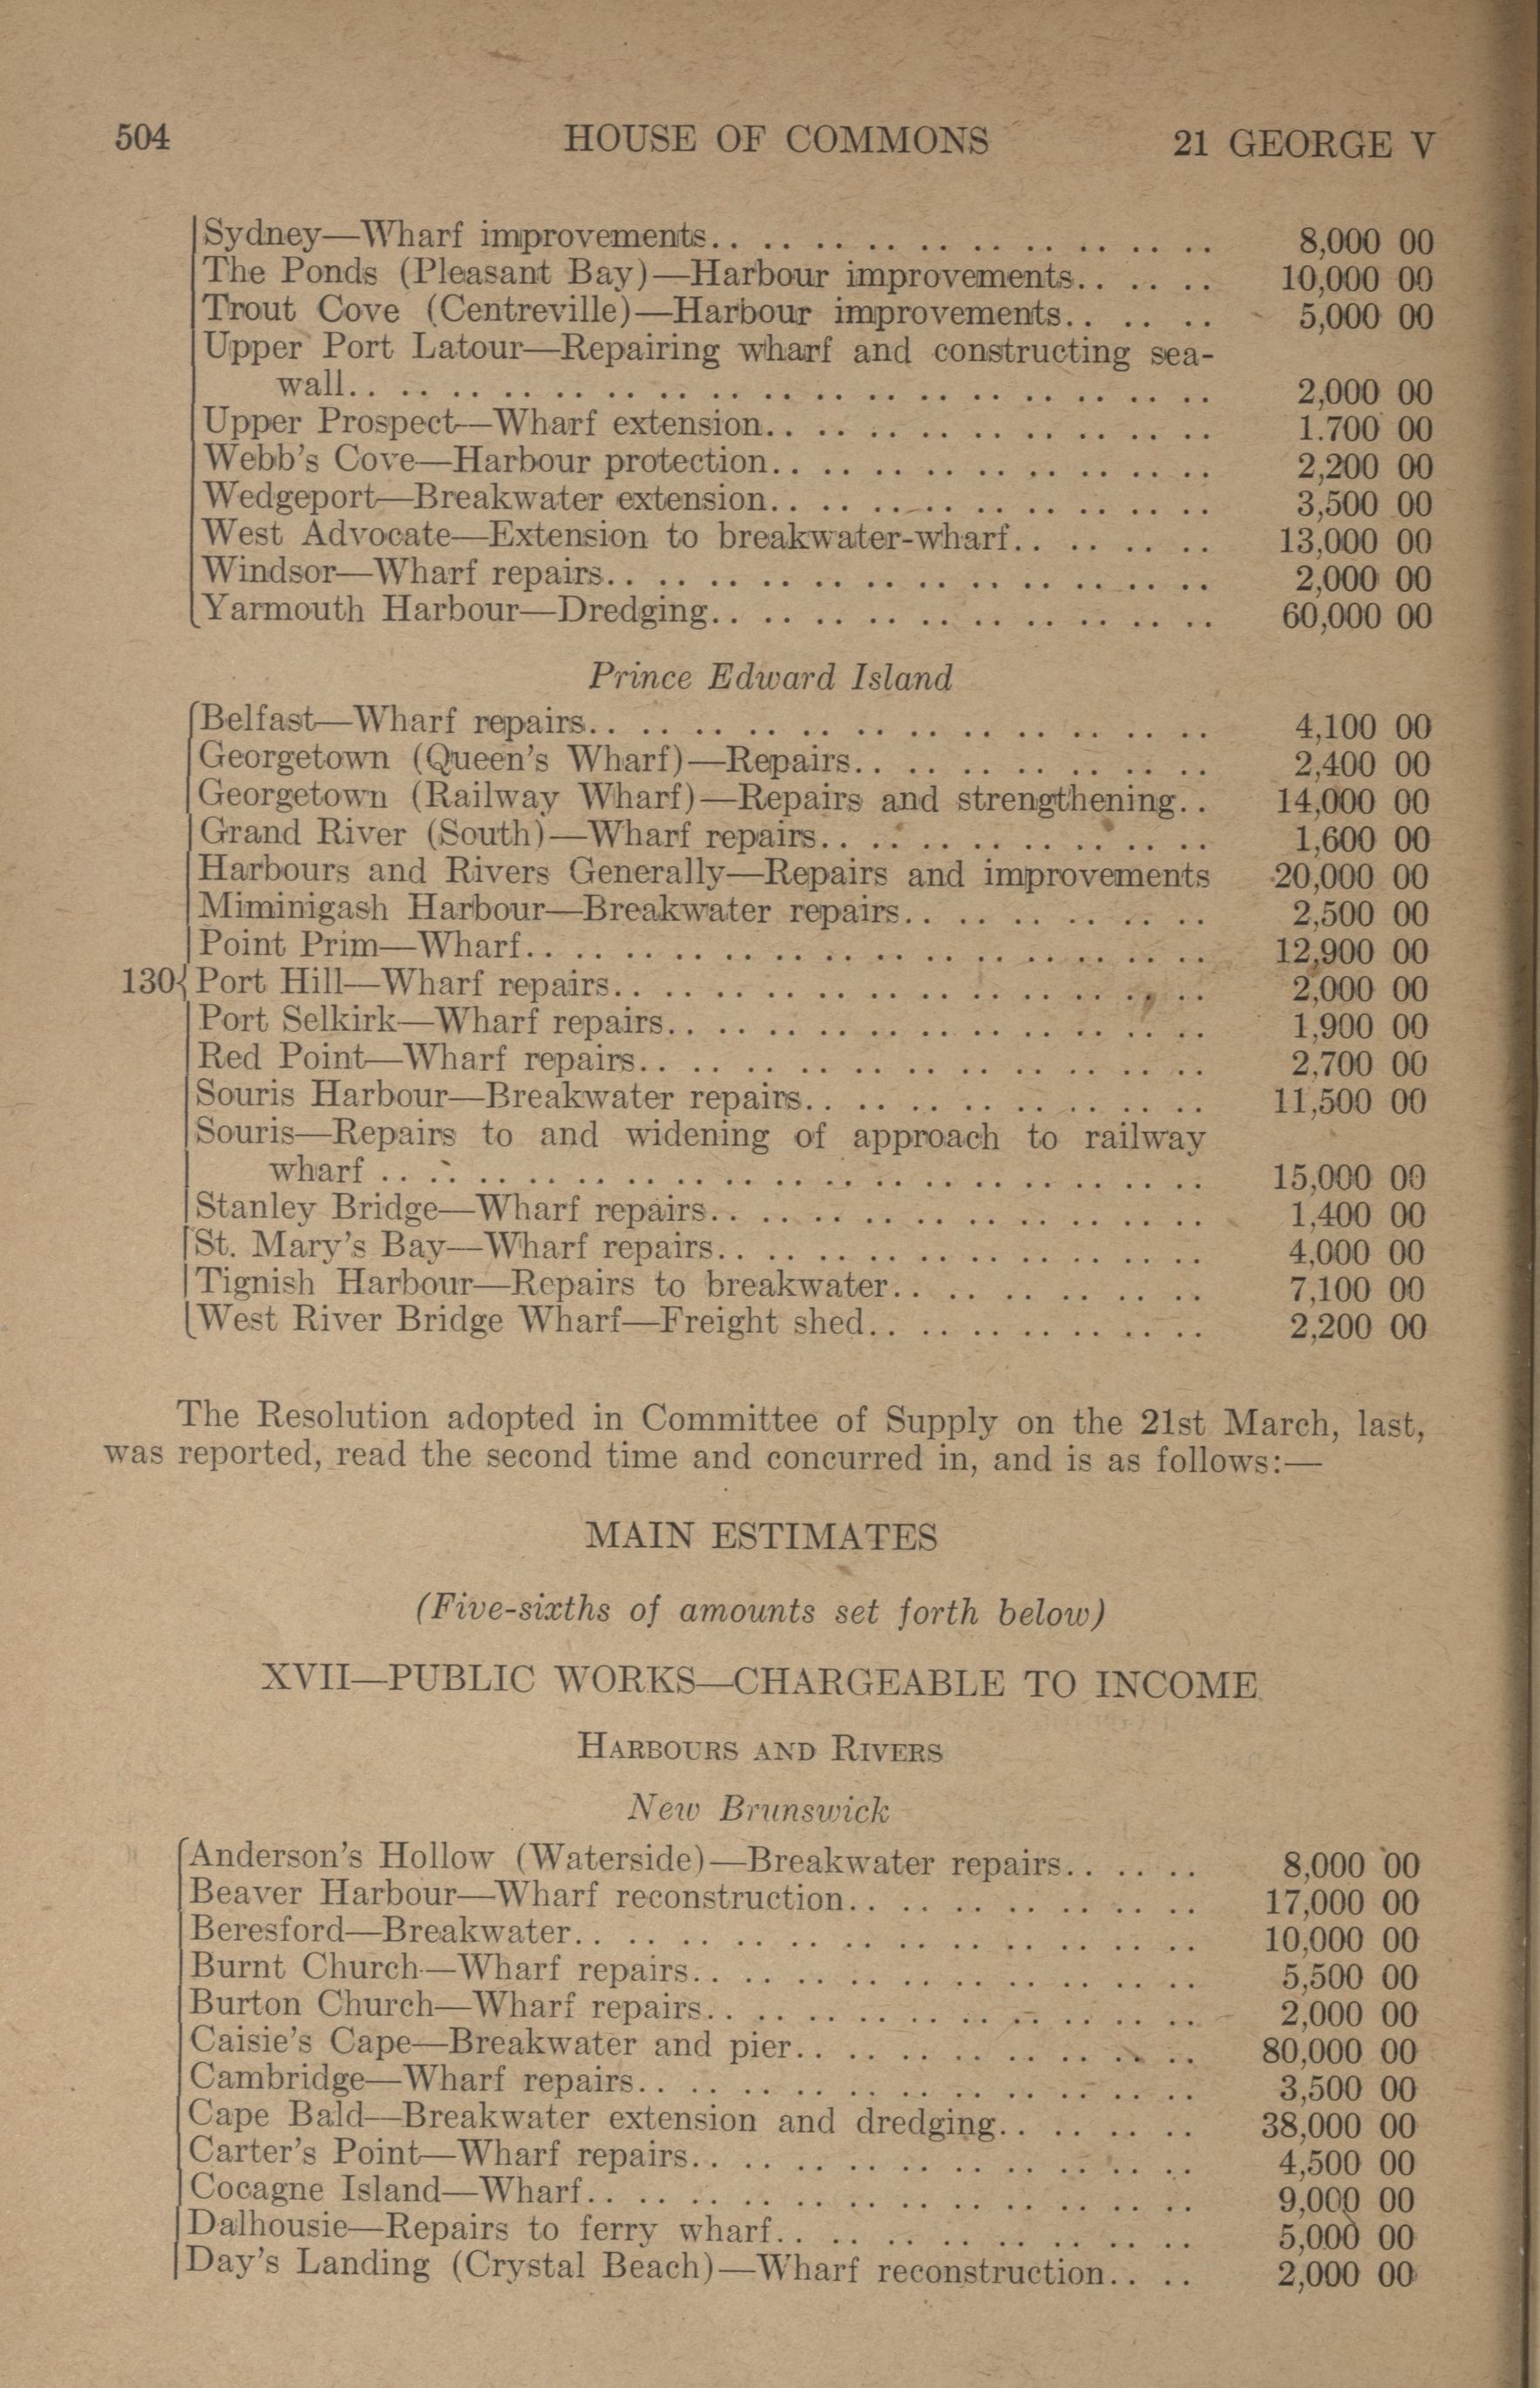 504 HOUSE OF COMMONS 21 GEORGE V
Sydney—Wharf improvements.. .. .. .. .. .. .. .. .. .. 8,000 00
The Ponds (Pleasant Bay)—Harbour improvements.. .. .. 10,000 00
Trout Cove (Centreville)—Harbour improvements.. .. .. 5,000 00
Upper Port Latour—Repairing wharf and constructing sea-
wall.. .. .. .. .. .. .. .. .. .. .. .. .. .. .. .. .. 2,000 00
Upper Prospect—Wharf extension.. .. .. .. .. .. .. .. .. 1.700 00
Webb's Cove—Harbour protection.. .. .. .. .. .. .. .. .. 2,200 00
Wedgeport—Breakwater extension.. .. .. .. .. .. .. .. .. 3,500 00
West Advocate—Extension to breakwater-wharf.. .. .. .. 13,000 00
Windsor—Wharf repairs.. .. .. .. .. .. .. .. .. .. .. .. 2,000 00
Yarmouth Harbour—Dredging.. .. .. .. .. .. .. .. .. .. 60,000 00
Prince Edward Island
Belfast—Wharf repairs.. .. .. .. .. .. .. .. .. .. .. .. 4,100 00
Georgetown (Queen's Wharf)—Repairs.. .. .. .. .. .. .. 2,400 00
Georgetown (Railway Wharf)—Repairs and strengthening.. 14,000 00
Grand River (South)—Wharf repairs.. .. .. .. .. .. .. .. 1,600 00
Harbours and Rivers Generally—Repairs and improvements 20,000 00
Miminigash Harbour—Breakwater repairs.. .. .. .. .. .. 2,500 00
Point Prim—Wharf.. .. .. .. .. .. .. .. .. .. .. .. .. .. 12,900 00
130{Port Hill—Wharf repairs.. .. .. .. .. .. .. .. .. .. .. .. 2,000 00
Port Selkirk—Wharf repairs.. .. .. .. .. .. .. .. .. .. .. 1,900 00
Red Point—Wharf repairs.. .. .. .. .. .. .. .. .. .. .. 2,700 00
Souris Harbour—Breakwater repairs.. .. .. .. .. .. .. .. 11,500 00
Souris—Repairs to and widening of approach to railway
wharf .. .. .. .. .. .. .. .. .. .. .. .. .. .. .. .. .. 15,000 00
Stanley Bridge—Wharf repairs.. .. .. .. .. .. .. .. .. .. 1,400 00
St. Mary's Bay—Wharf repairs.. .. .. .. .. .. .. .. .. .. 4,000 00
Tignish Harbour—Repairs to breakwater.. .. .. .. .. .. 7,100 00
West River Bridge Wharf—Freight shed.. .. .. .. .. .. .. 2,200 00
The Resolution adopted in Committee of Supply on the 21st March, last,
was reported, read the second time and concurred in, and is as follows:—
MAIN ESTIMATES
(Five-sixths of amounts set forth below)
XVII—PUBLIC WORKS—CHARGEABLE TO INCOME
HARBOURS AND RIVERS
New Brunswick
Anderson's Hollow (Waterside)—Breakwater repairs.. .. .. 8,000 00
Beaver Harbour—Wharf reconstruction.. .. .. .. .. .. .. 17,000 00
Beresford—Breakwater.. .. .. .. .. .. .. .. .. .. .. .. 10,000 00
Burnt Church—Wharf repairs.. .. .. .. .. .. .. .. .. .. 5,500 00
Burton Church—Wharf repairs.. .. .. .. .. .. .. .. .. .. 2,000 00
Caisie's Cape—Breakwater and pier.. .. .. .. .. .. .. .. 80,000 00
Cambridge—Wharf repairs.. .. .. .. .. .. .. .. .. .. .. 3,500 00
Cape Bald—Breakwater extension and dredging.. .. .. .. 38,000 00
Carter's Point—Wharf repairs.. .. .. .. .. .. .. .. .. .. 4,500 00
Cocagne Island—Wharf.. .. .. .. .. .. .. .. .. .. .. .. 9,000 00
Dalhousie—Repairs to ferry wharf.. .. .. .. .. .. .. .. 5,000 00
Day's Landing (Crystal Beach)—Wharf reconstruction.. .. 2,000 00